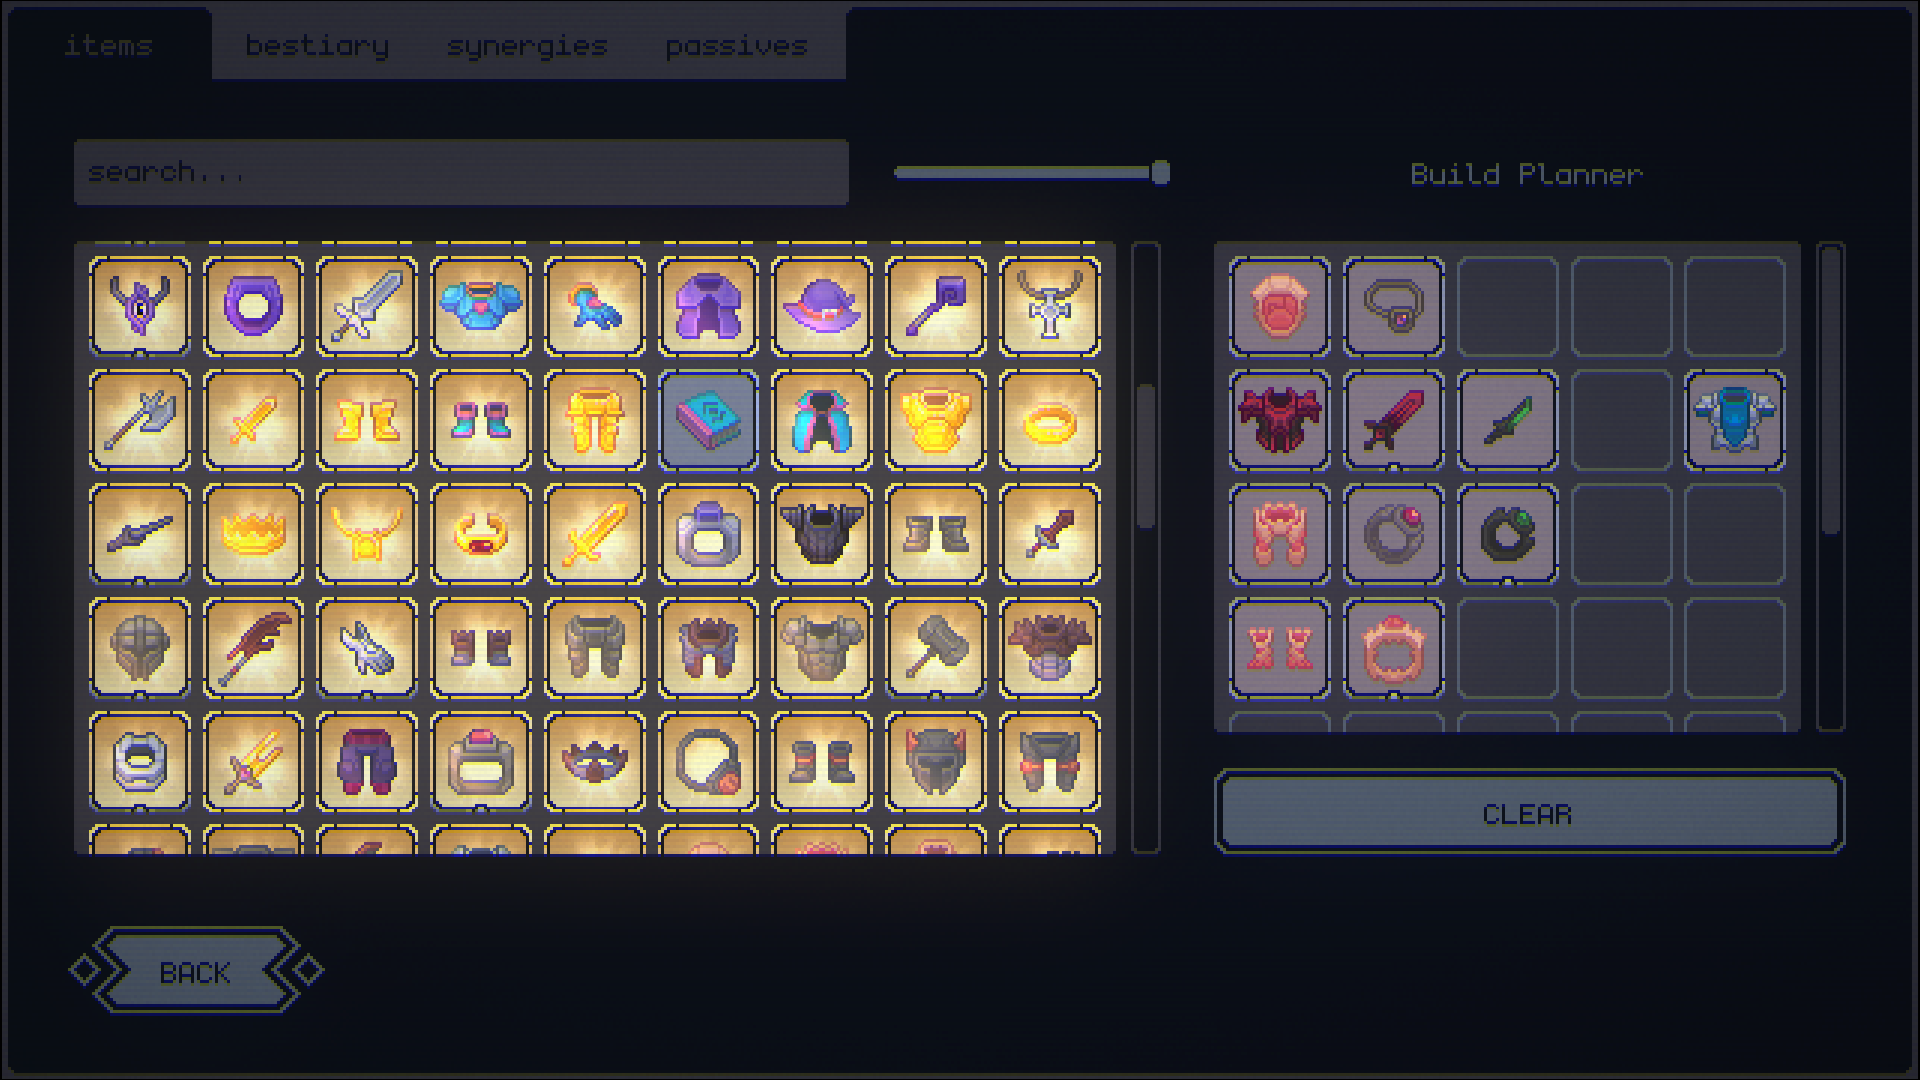 items bestiary synergies passives
search...
Build Planner
CLEAR
BACK